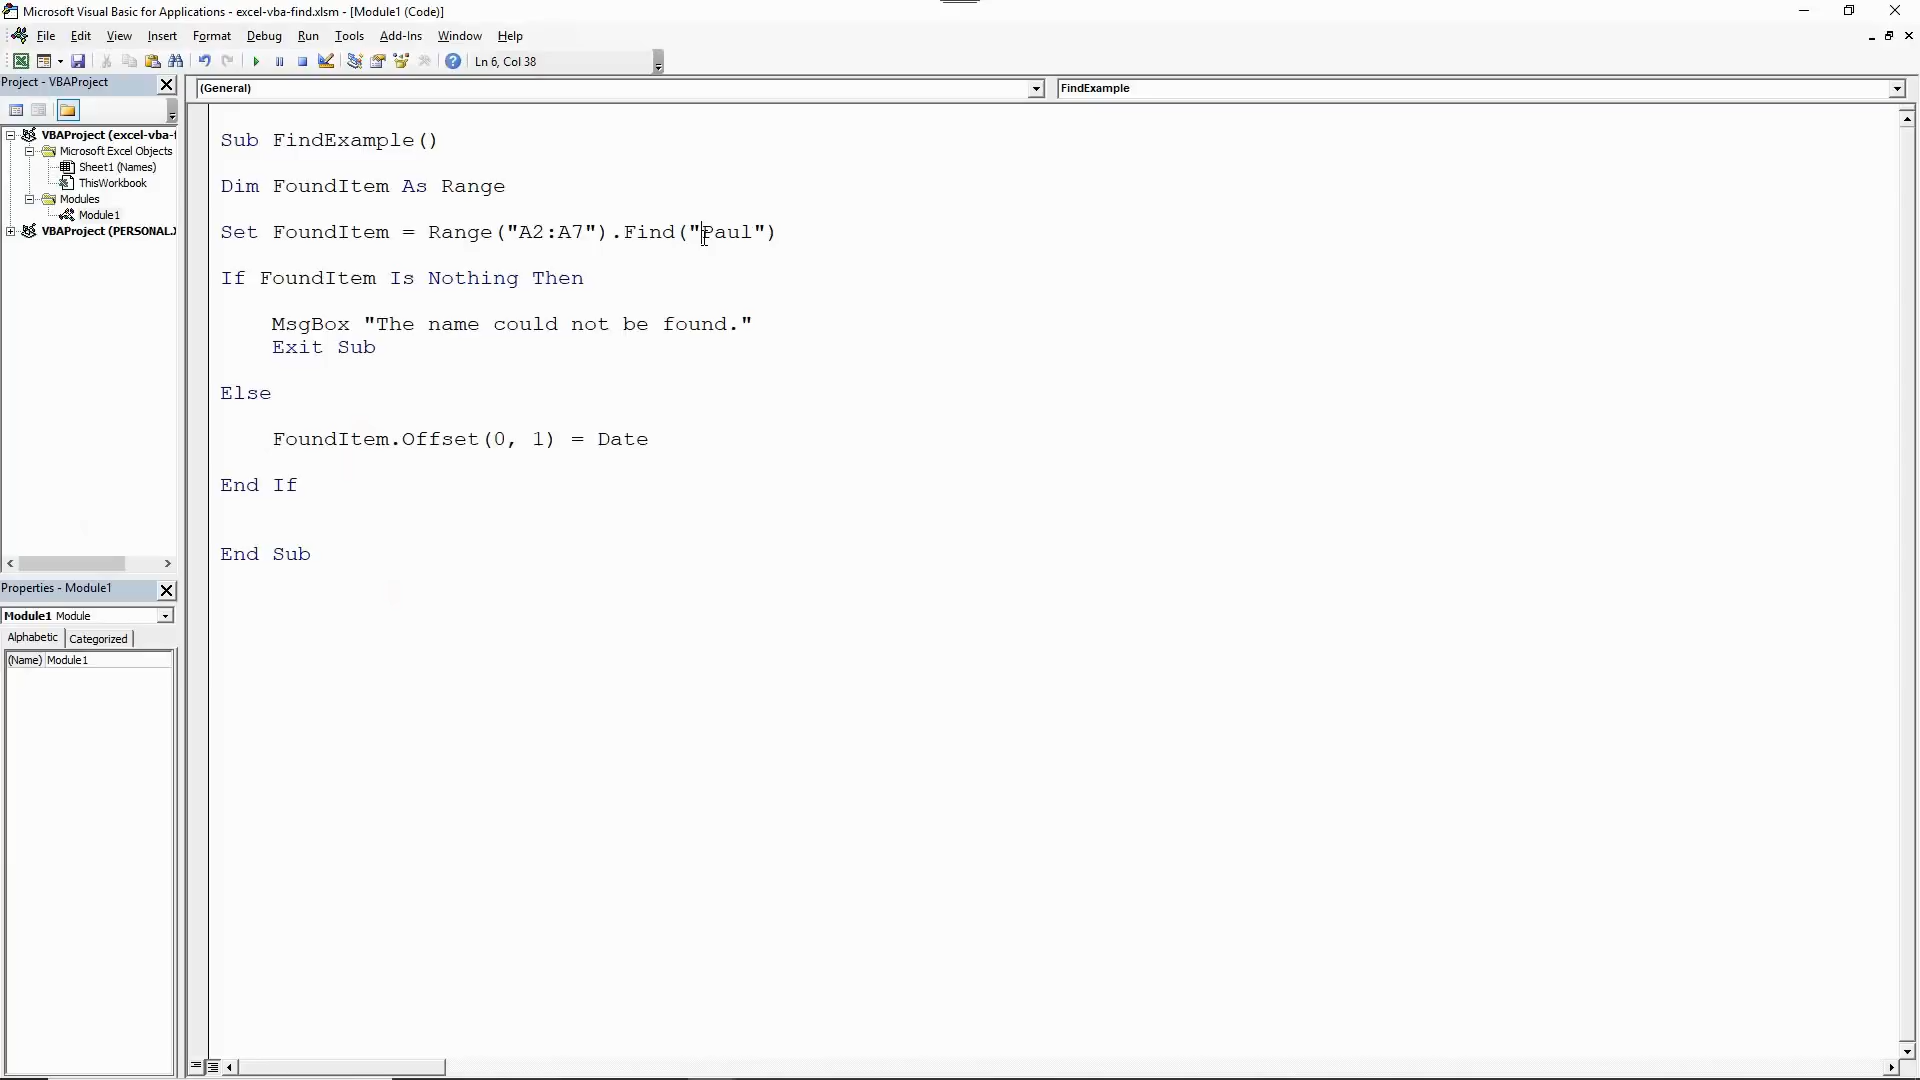 Microsoft Visual Basic for Applications - excel-vba-find.xlsm - [Module1 (Code)]
File Edit View Insert Format Debug Run Tools Add-Ins Window Help
Ln 6, Col 38
Project - VBAProject
(General)
FindExample
VBAProject (excel-vba-f
Microsoft Excel Objects
Sheet1 (Names)
ThisWorkbook
Modules
Module1
VBAProject (PERSONAL.X
Sub FindExample()
Dim FoundItem As Range
Set FoundItem = Range("A2:A7").Find("Paul")
If FoundItem Is Nothing Then
MsgBox "The name could not be found."
Exit Sub
Else
FoundItem.Offset(0, 1) = Date
End If
End Sub
Properties - Module1
Module1 Module
Alphabetic Categorized
(Name) Module1